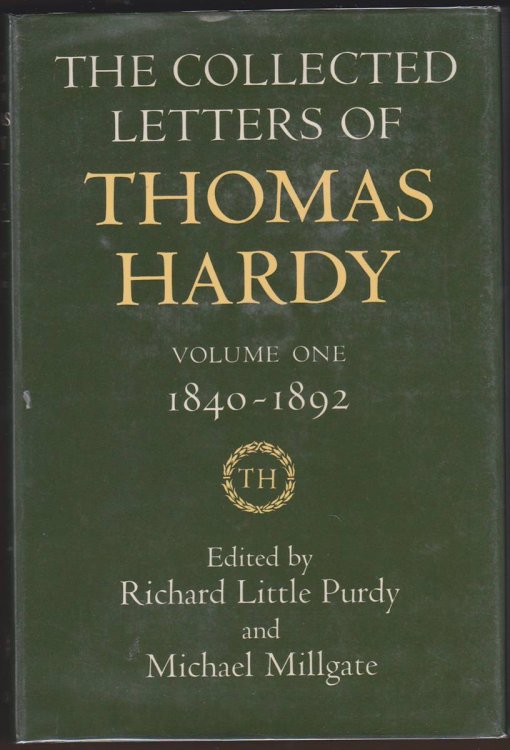 THE COLLECTED
LETTERS OF
THOMAS
HARDY
VOLUME ONE
1840-1892
TH
Edited by
Richard Little Purdy
and
Michael Millgate